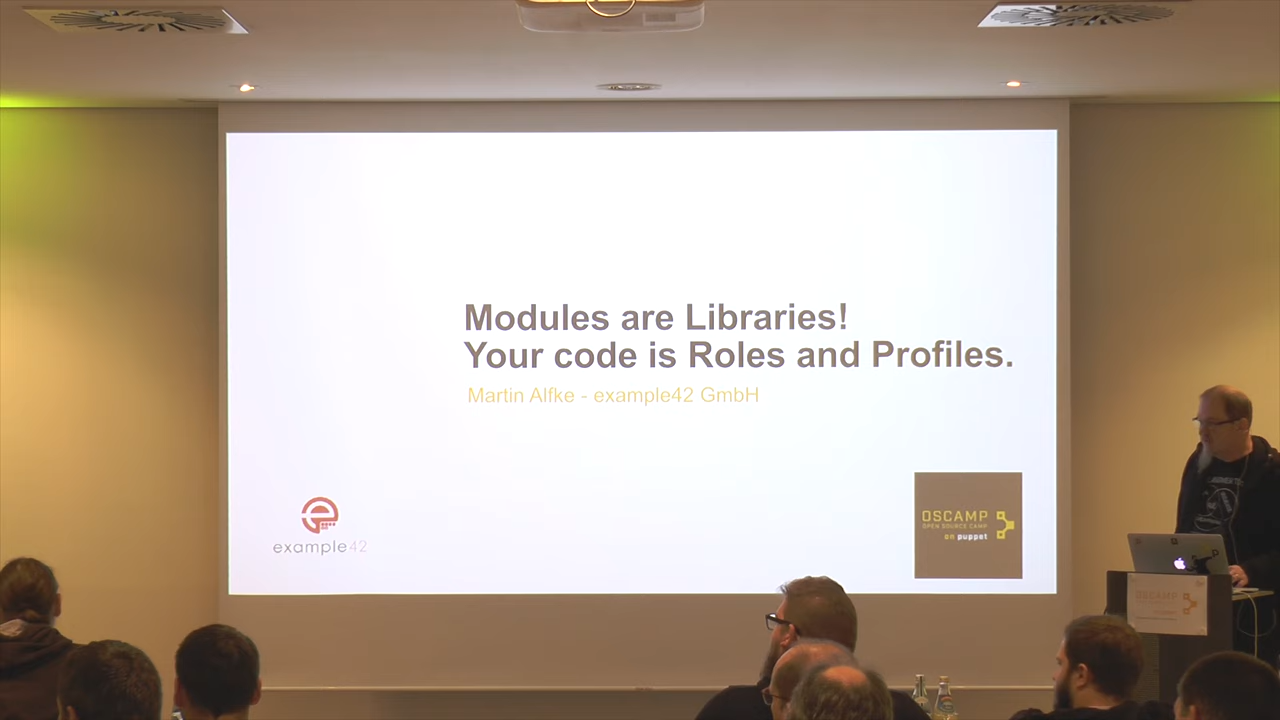 Modules are Libraries!
Your code is Roles and Profiles.
Martin Alfke - example42 GmbH
example42
OSCAMP
OPEN SOURCE CAMP
on puppet
OSCAMP